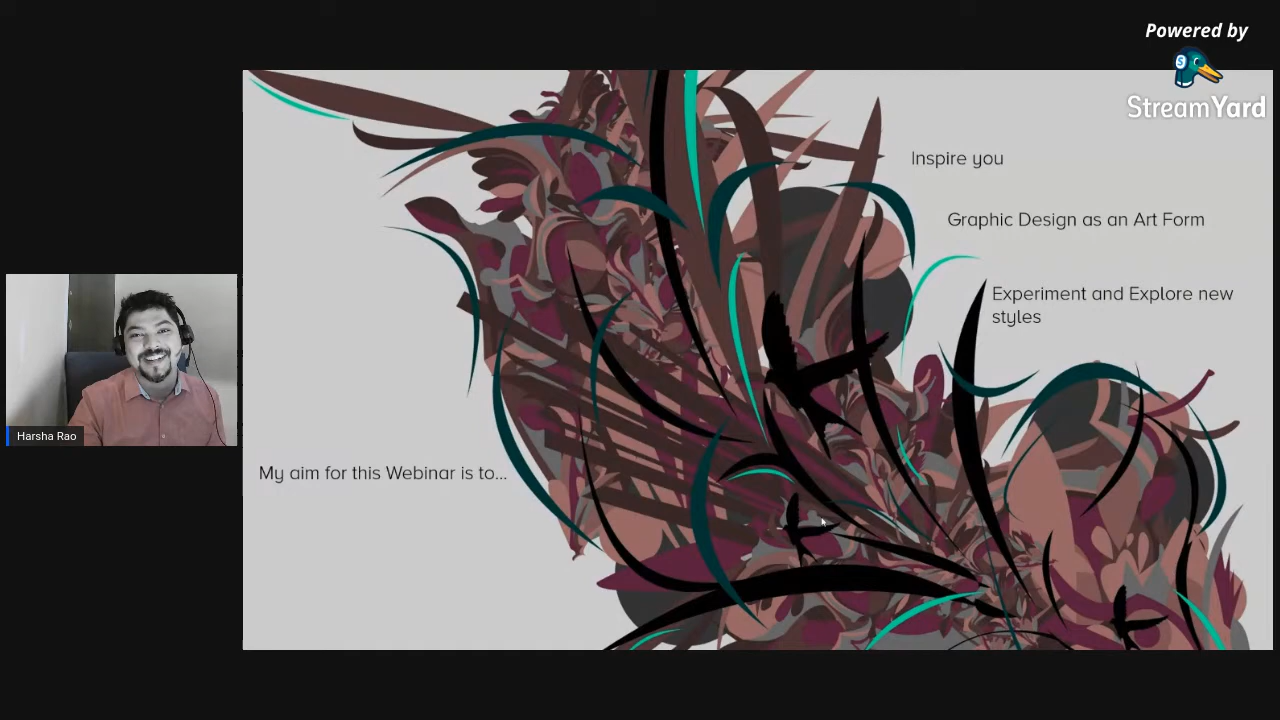 Powered by
StreamYard
Inspire you
Graphic Design as an Art Form
Experiment and Explore new
styles
Harsha Rao
My aim for this Webinar is to...